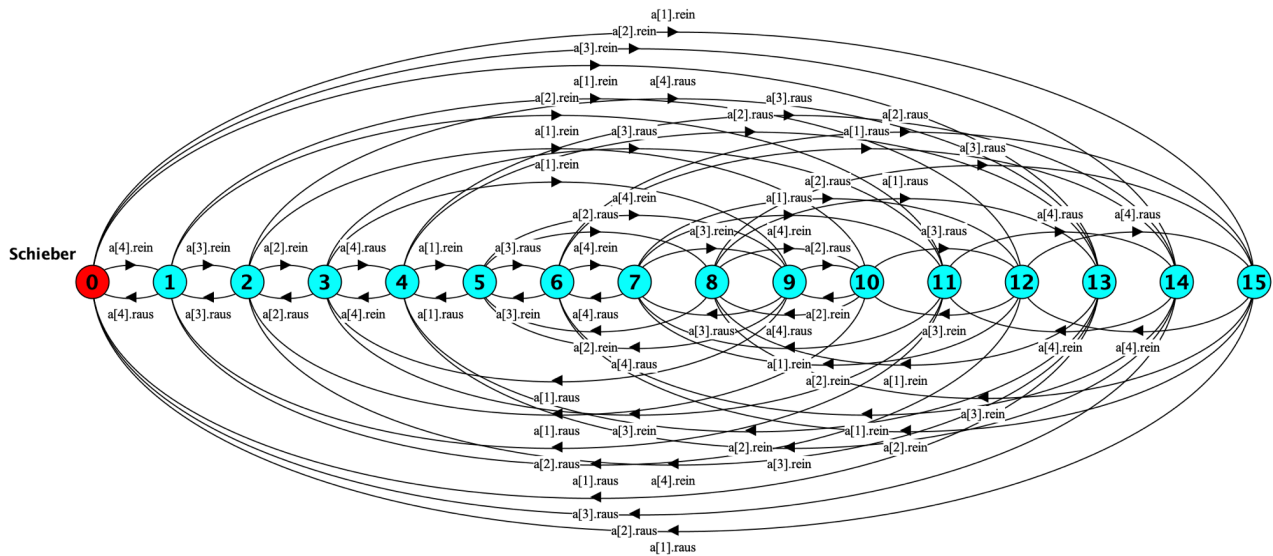 a[1].rein
a[2].rein
a[3].rein
a[1].rein a[4].raus
a[2].rein a[3].raus
a[2].raus a[2].raus
a[1].rein a[3].raus a[1].raus
a[3].raus
a[1].rein
a[2].raus a[1].raus
a[4].rein a[1].raus
a[2].raus a[4].raus a[4].raus
a[3].rein a[4].rein a[3].raus
Schieber a[4].rein a[3].rein a[2].rein a[4].raus a[1].rein a[3].raus a[4].rein a[2].raus
0 1 2 3 4 5 6 7 8 9 10 11 12 13 14 15
a[4].raus a[3].raus a[2].raus a[4].rein a[1].raus a[3].rein a[4].raus a[2].rein
a[3].raus a[4].raus a[3].rein
a[2].rein a[4].rein a[4].rein
a[4].raus a[1].rein
a[2].rein a[1].rein
a[1].raus
a[3].rein
a[1].raus a[3].rein a[1].rein
a[2].rein a[2].rein
a[2].raus a[3].rein
a[1].raus a[4].rein
a[3].raus
a[2].raus
a[1].raus